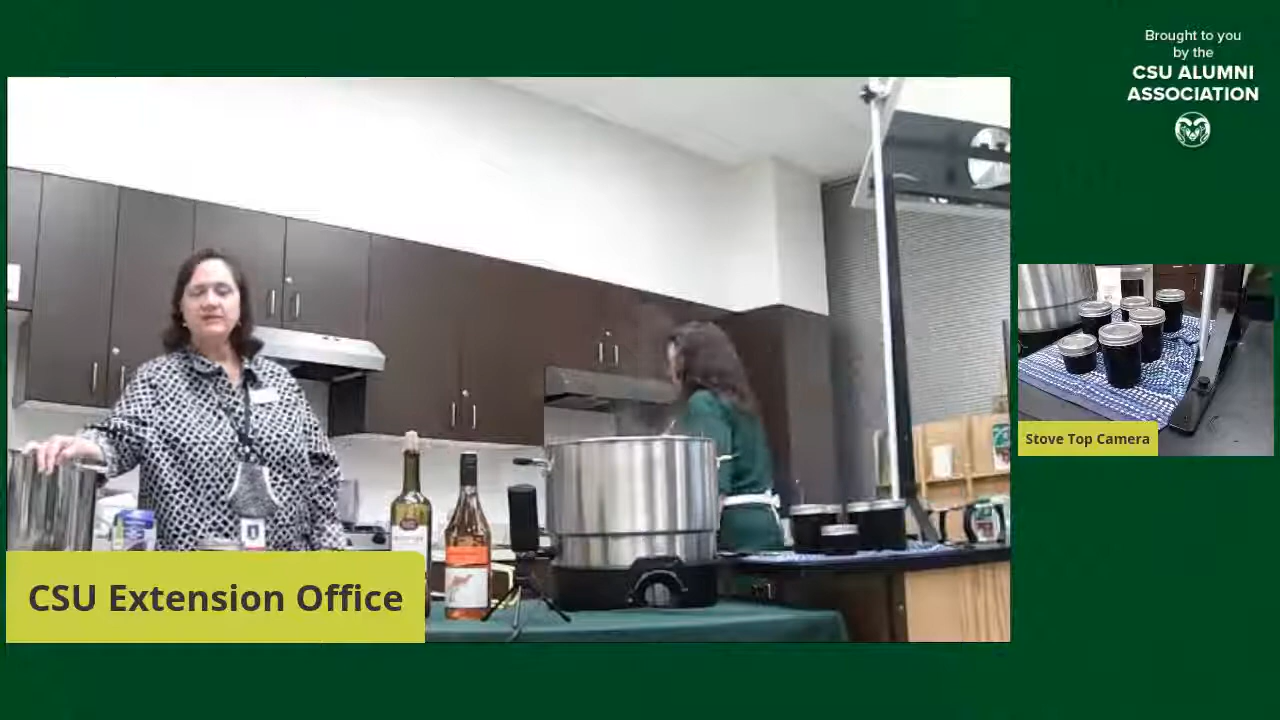 Brought to you
by the
CSU ALUMNI
ASSOCIATION
Stove Top Camera
CSU Extension Office